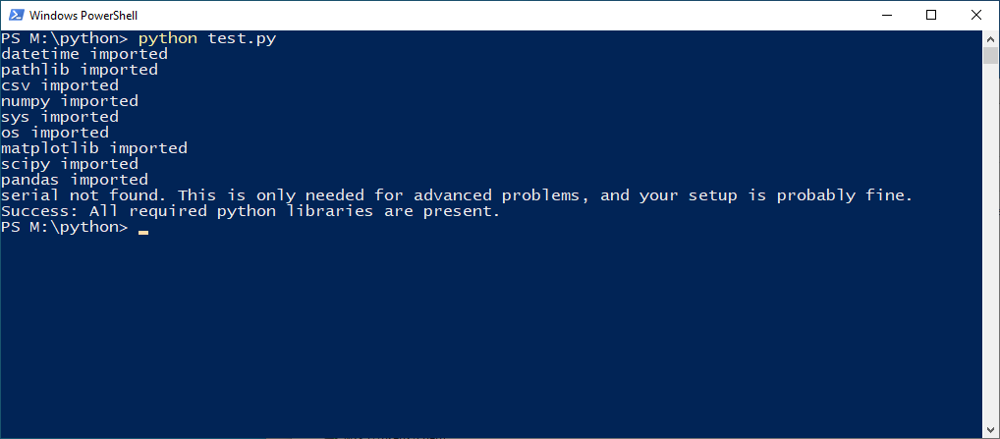 Windows PowerShell
PS M:\python> python test.py
datetime imported
pathlib imported
csv imported
numpy imported
sys imported
os imported
matplotlib imported
scipy imported
pandas imported
serial not found. This is only needed for advanced problems, and your setup is probably fine.
Success: All required python libraries are present.
PS M:\python>